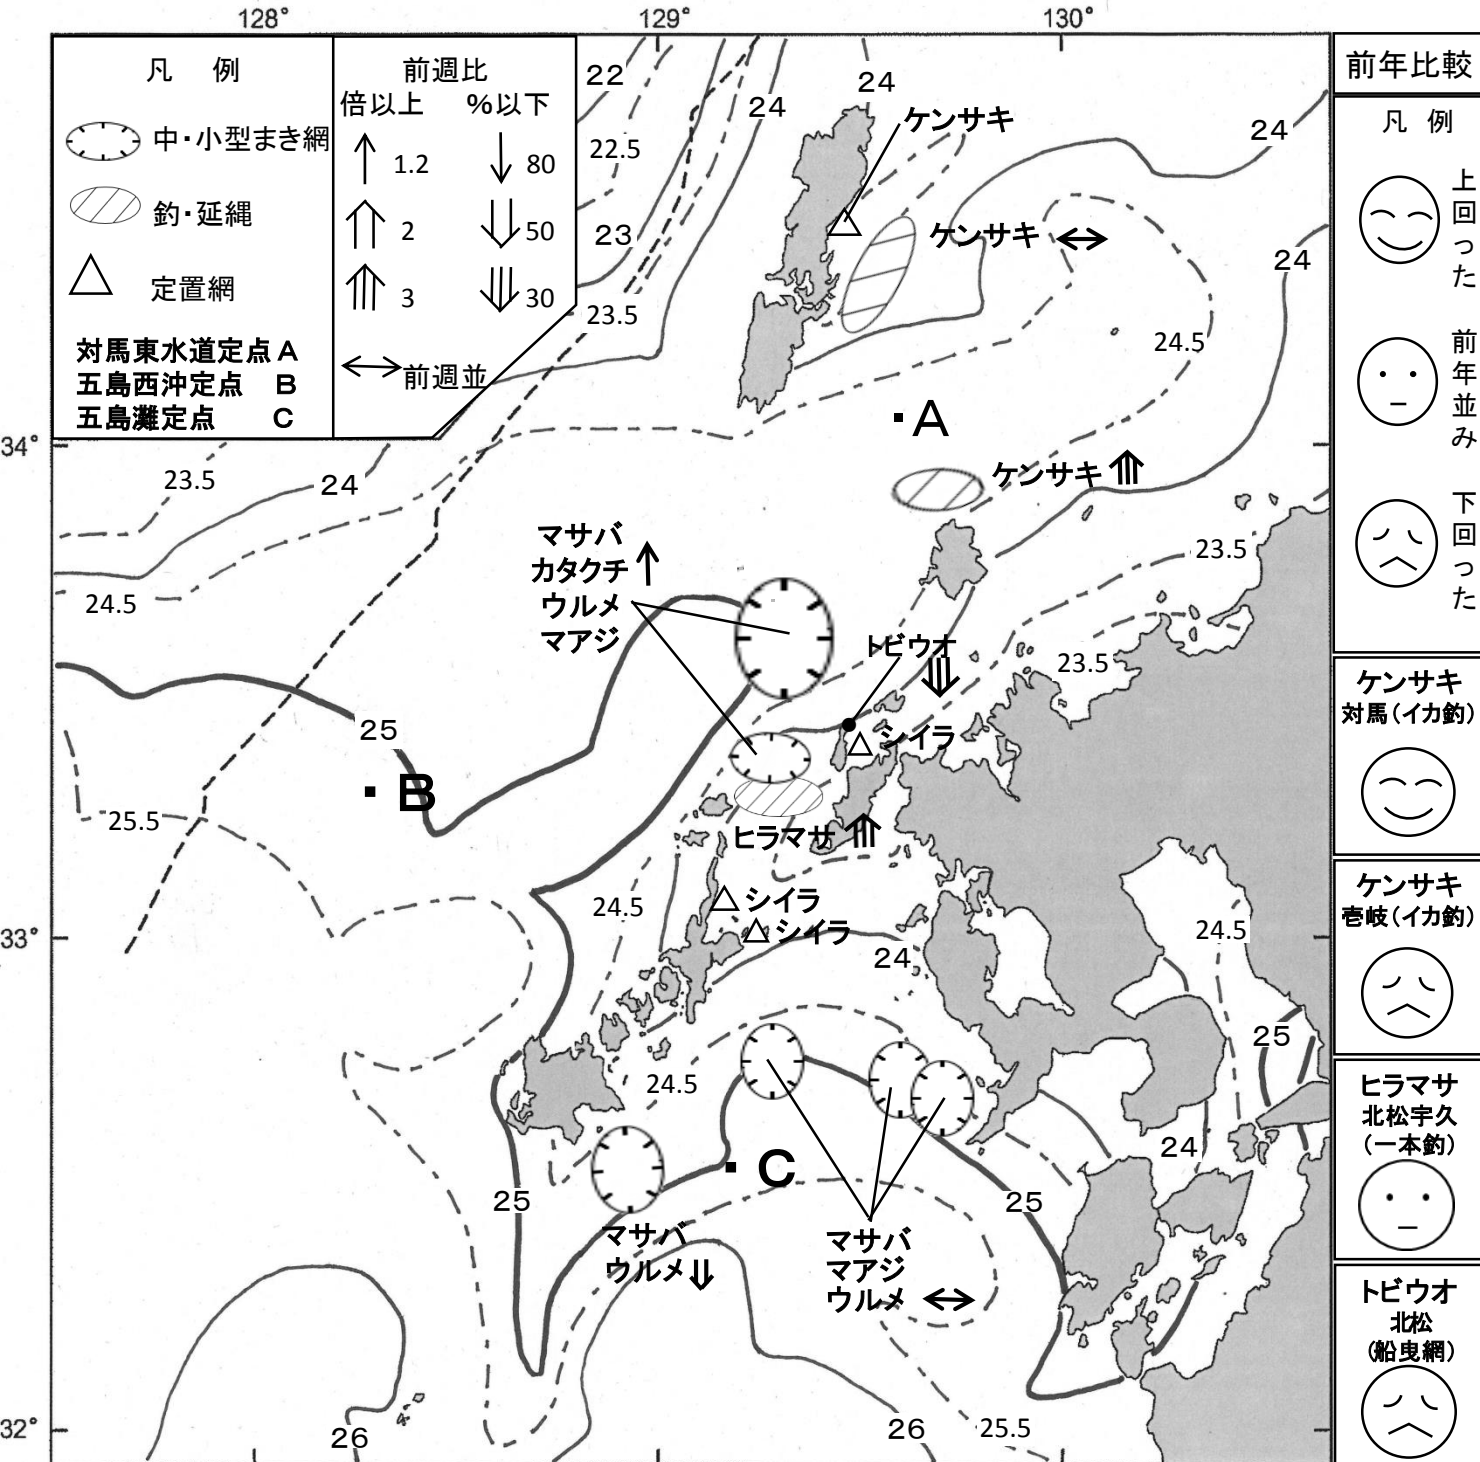 128°
129°
130°
凡 例
中・小型まき網
釣・延縄
定置網
対馬東水道定点 A
五島西沖定点 B
五島灘定点 C
前週比
倍以上 %以下
1.2 80
2 50
3 30
前週並
22
22.5
23
23.5
24
24
ケンサキ
24
ケンサキ
24
24.5
A
34°
23.5
24
ケンサキ
マサバ
カタクチ
ウルメ
マアジ
23.5
24.5
トビウオ
23.5
25
シイラ
B
25.5
ヒラマサ
24.5
シイラ
シイラ
33°
24
24.5
25
24.5
C
24
25
25
マサバ
ウルメ
マサバ
マアジ
ウルメ
32°
26
26
25.5
前年比較
凡 例
上回った
前年並み
下回った
ケンサキ
対馬(イカ釣)
ケンサキ
壱岐(イカ釣)
ヒラマサ
北松宇久
(一本釣)
トビウオ
北松
(船曳網)